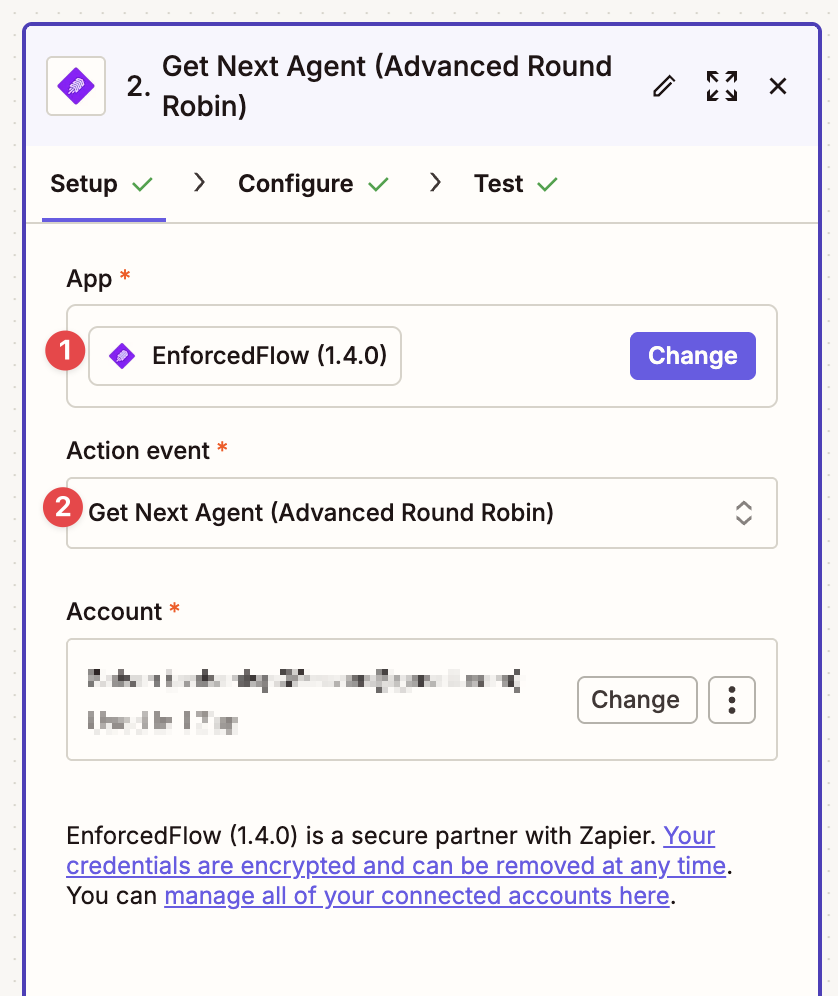 2. Get Next Agent (Advanced Round
Robin)
Setup
Configure
Test
App *
1
EnforcedFlow (1.4.0)
Change
Action event *
2
Get Next Agent (Advanced Round Robin)
Account *
Change
EnforcedFlow (1.4.0) is a secure partner with Zapier. Your
credentials are encrypted and can be removed at any time.
You can manage all of your connected accounts here.